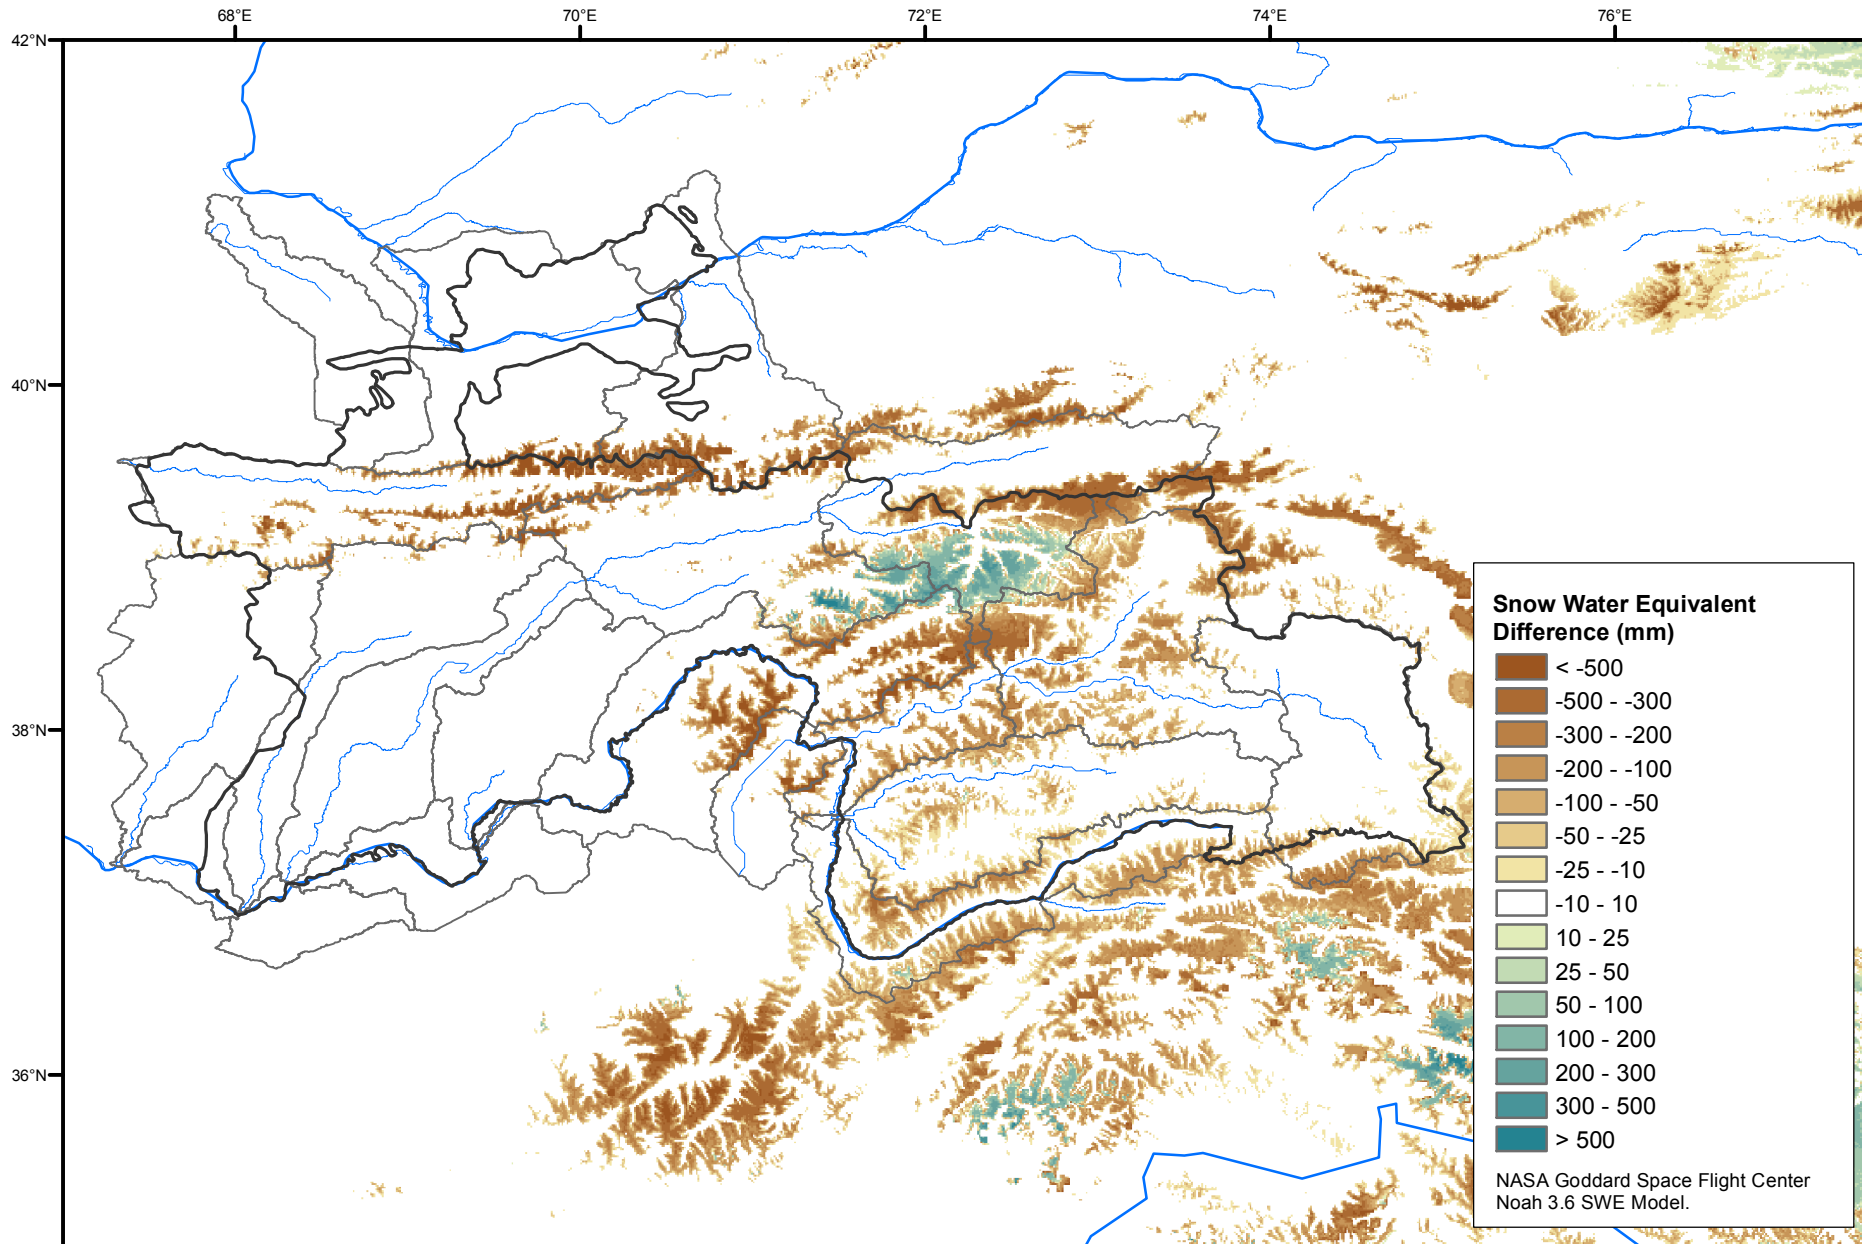 68°E 70°E 72°E 74°E 76°E
42°N
40°N
38°N
36°N
Snow Water Equivalent
Difference (mm)
< -500
-500 - -300
-300 - -200
-200 - -100
-100 - -50
-50 - -25
-25 - -10
-10 - 10
10 - 25
25 - 50
50 - 100
100 - 200
200 - 300
300 - 500
> 500
NASA Goddard Space Flight Center
Noah 3.6 SWE Model.